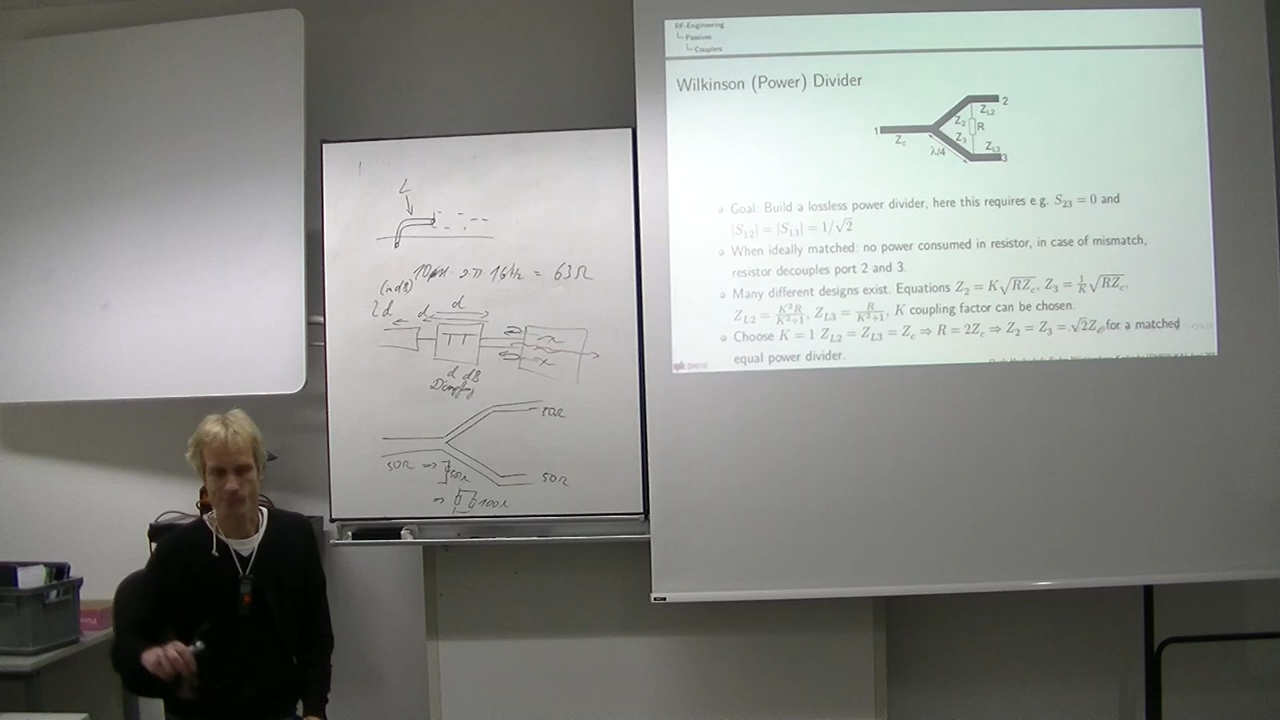 L
10μH 2π 1GHz = 63Ω
(in dB)
2d
d
d
π
d dB
Dämpfung
50Ω
50Ω ⇒ 50Ω
50Ω
⇒ 100Ω
RF-Engineering
Passives
Couplers
Wilkinson (Power) Divider
1
2
3
Z_c
Z_2
Z_3
Z_L2
Z_L3
R
λ/4
Goal: Build a lossless power divider, here this requires e.g. S_23 = 0 and
|S_12| = |S_13| = 1/√2
When ideally matched: no power consumed in resistor, in case of mismatch,
resistor decouples port 2 and 3.
Many different designs exist. Equations Z_2 = K√(RZ_c), Z_3 = 1/K √(RZ_c),
Z_L2 = K²R/(K²+1), Z_L3 = R/(K²+1), K coupling factor can be chosen.
Choose K = 1 Z_L2 = Z_L3 = Z_c ⇒ R = 2Z_c ⇒ Z_2 = Z_3 = √2Z_c for a matched
equal power divider.